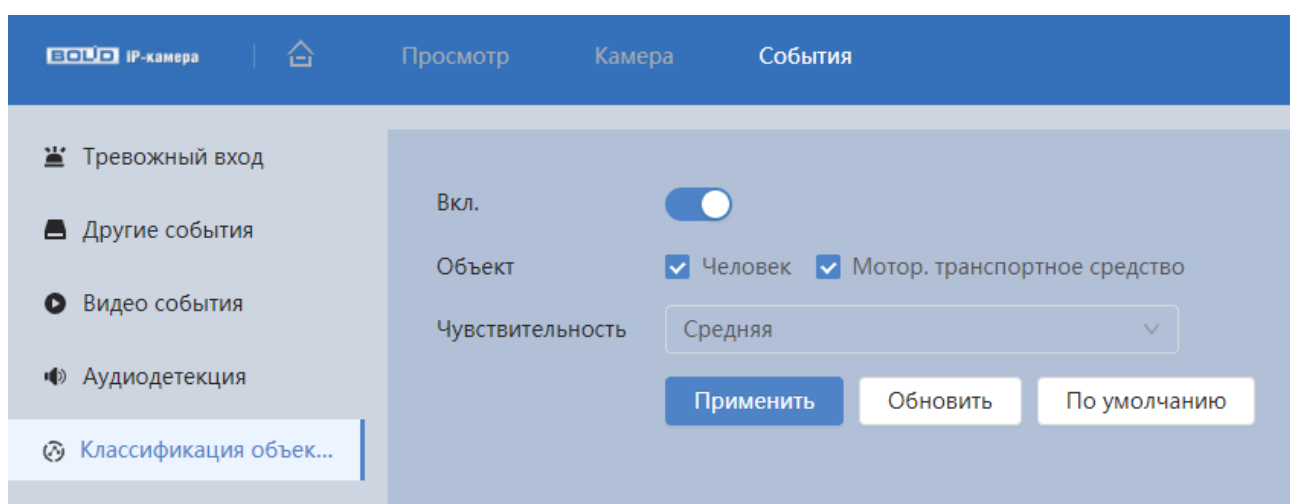 BOLID IP-камера Просмотр Камера События
Тревожный вход
Другие события
Видео события
Аудиодетекция
Классификация объек...
Вкл.
Объект Человек Мотор. транспортное средство
Чувствительность Средняя
Применить Обновить По умолчанию